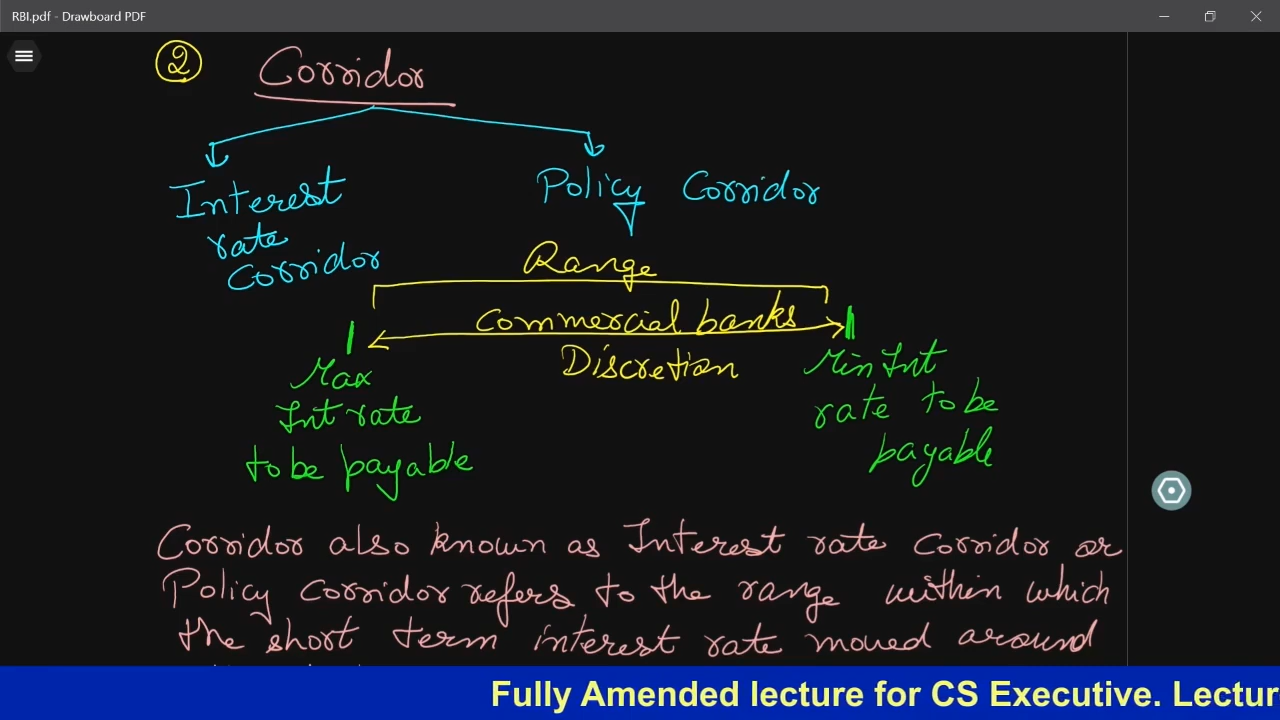 RBI.pdf - Drawboard PDF
② Corridor
Interest
rate
corridor
Policy Corridor
Range
Commercial banks
Discretion
Max
Int rate
to be payable
Min Int
rate to be
payable
Corridor also known as Interest rate corridor or
Policy corridor refers to the range within which
the short term interest rate moved around
Fully Amended lecture for CS Executive. Lectur